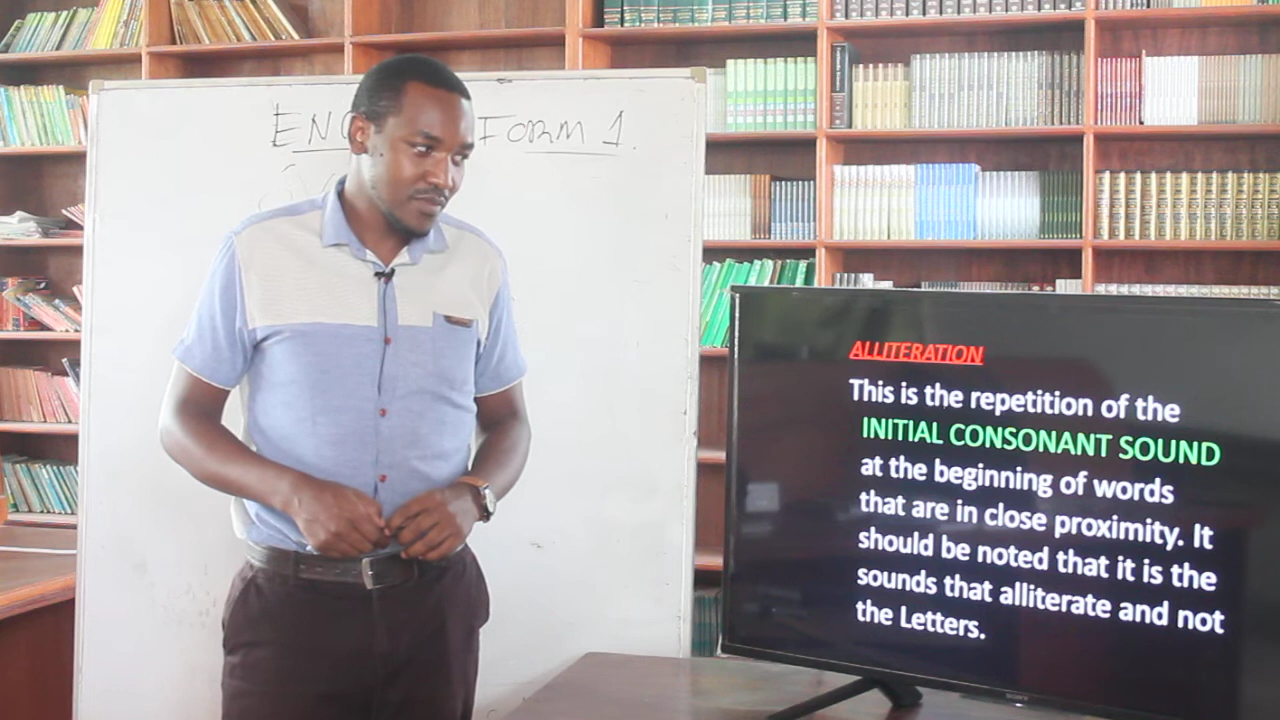 FORM 1.
ALLITERATION
This is the repetition of the
INITIAL CONSONANT SOUND
at the beginning of words
that are in close proximity. It
should be noted that it is the
sounds that alliterate and not
the Letters.
SONY